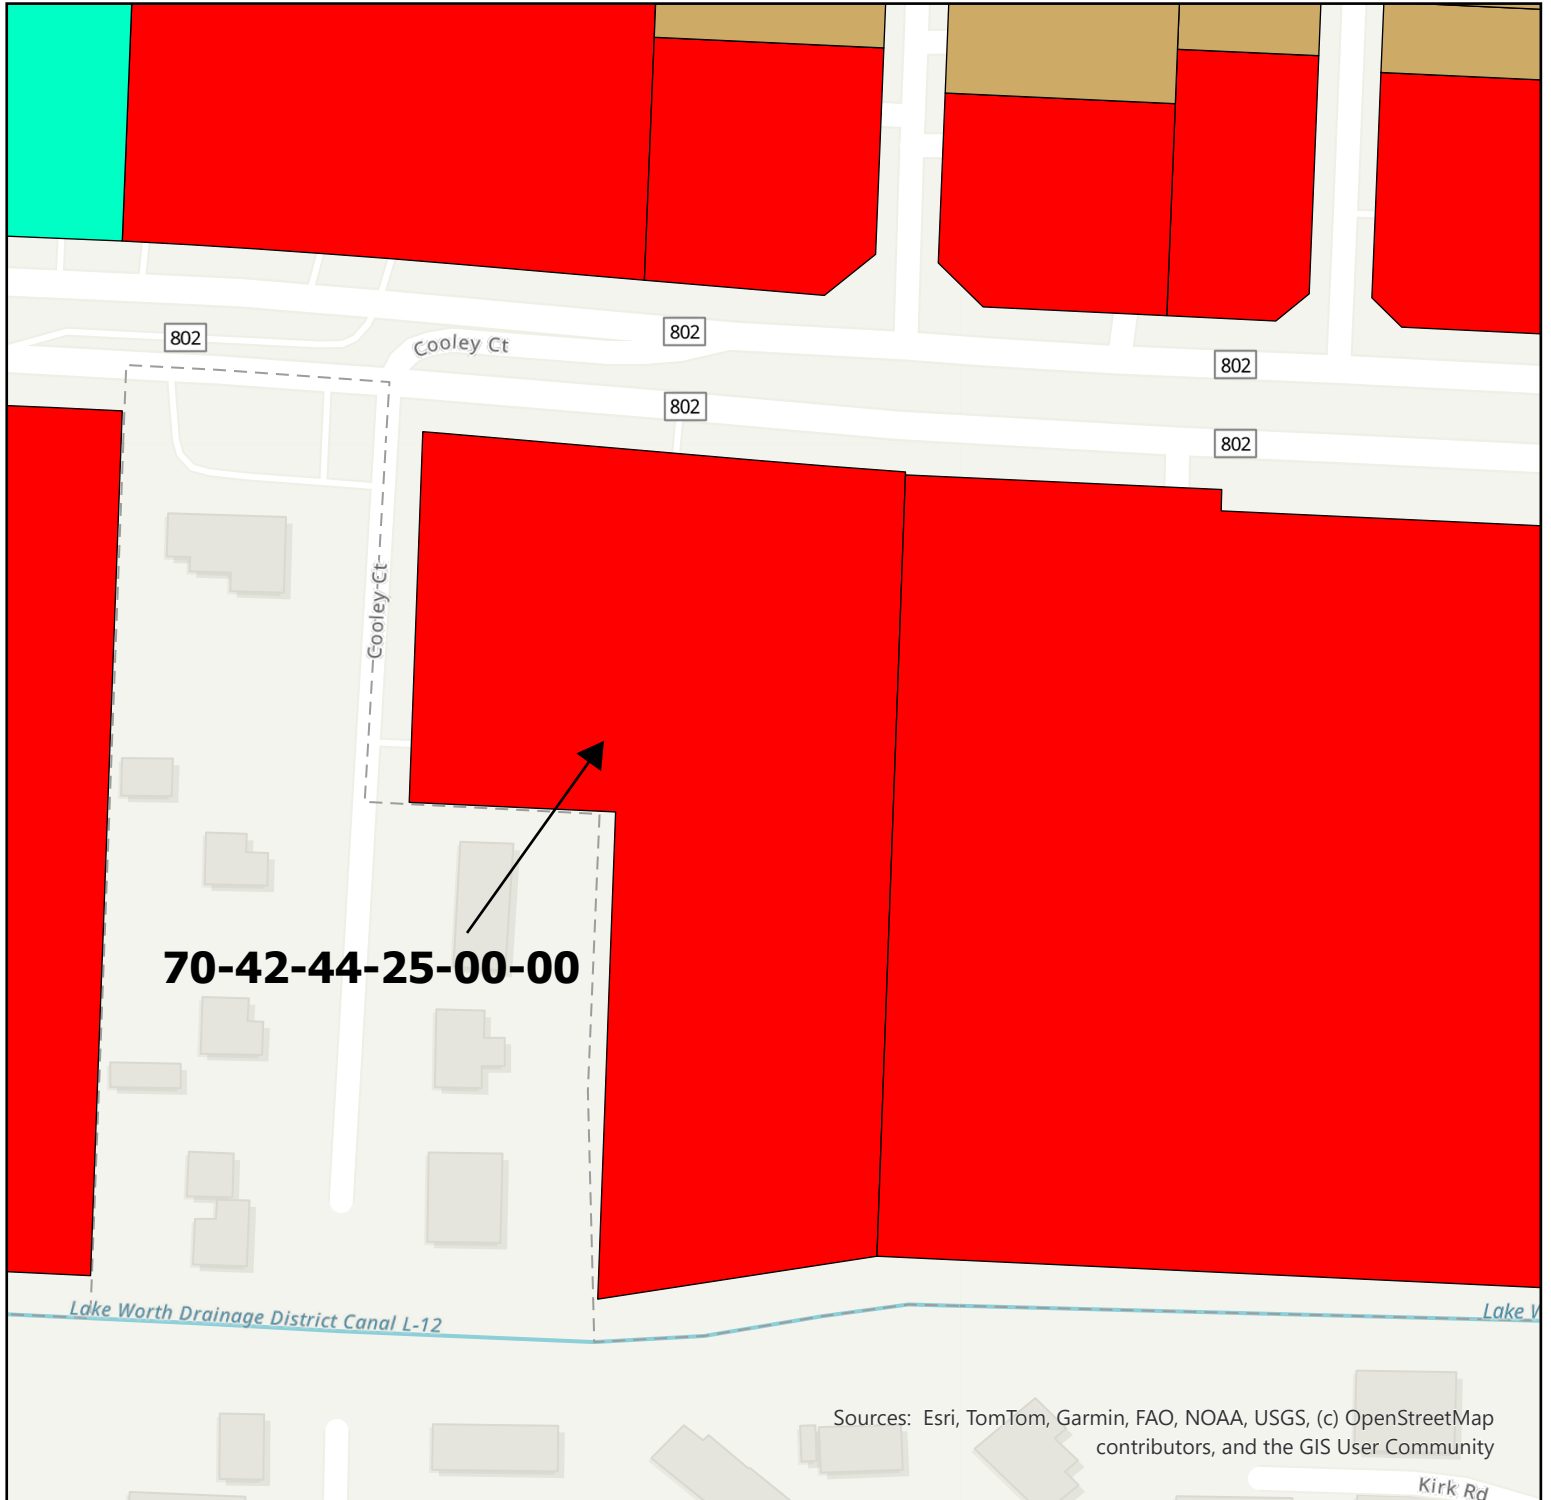 802
Cooley Ct
802
802
802
802
Cooley Ct
70-42-44-25-00-00
Lake Worth Drainage District Canal L-12
Lake W
Sources: Esri, TomTom, Garmin, FAO, NOAA, USGS, (c) OpenStreetMap
contributors, and the GIS User Community
Kirk Rd